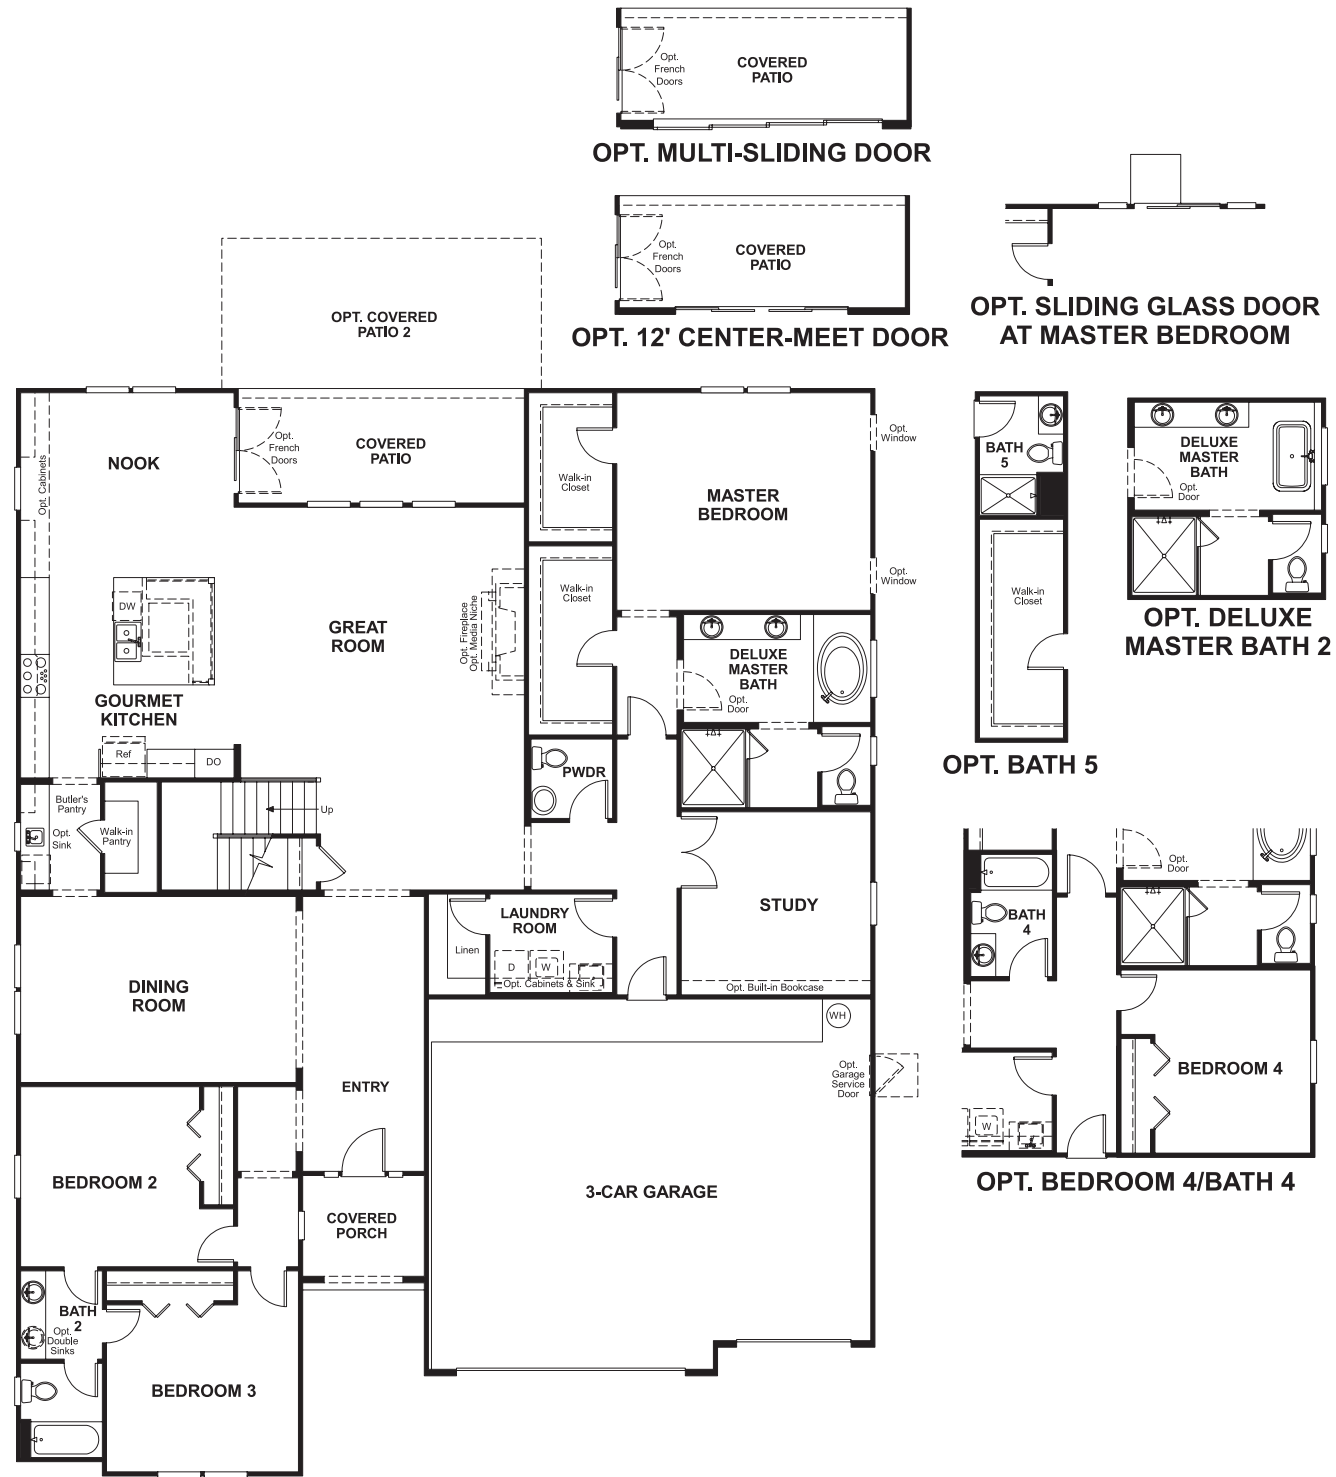 Opt.
French
Doors
COVERED
PATIO
OPT. MULTI-SLIDING DOOR
Opt.
French
Doors
COVERED
PATIO
OPT. 12' CENTER-MEET DOOR
OPT. SLIDING GLASS DOOR
AT MASTER BEDROOM
OPT. COVERED
PATIO 2
NOOK
Opt. Cabinets
Opt.
French
Doors
COVERED
PATIO
Walk-in
Closet
MASTER
BEDROOM
Opt.
Window
Opt.
Window
BATH
5
Walk-in
Closet
OPT. BATH 5
DELUXE
MASTER
BATH
Opt.
Door
OPT. DELUXE
MASTER BATH 2
DW
GREAT
ROOM
Opt. Fireplace
Opt. Media Niche
Walk-in
Closet
DELUXE
MASTER
BATH
Opt.
Door
GOURMET
KITCHEN
Ref
DO
PWDR
Butler's
Pantry
Opt.
Sink
Walk-in
Pantry
Up
LAUNDRY
ROOM
Linen
D
W
Opt. Cabinets & Sink
STUDY
Opt. Built-in Bookcase
Opt.
Door
BATH
4
BEDROOM 4
W
OPT. BEDROOM 4/BATH 4
DINING
ROOM
ENTRY
WH
Opt.
Garage
Service
Door
BEDROOM 2
3-CAR GARAGE
COVERED
PORCH
BATH
2
Opt.
Double
Sinks
BEDROOM 3